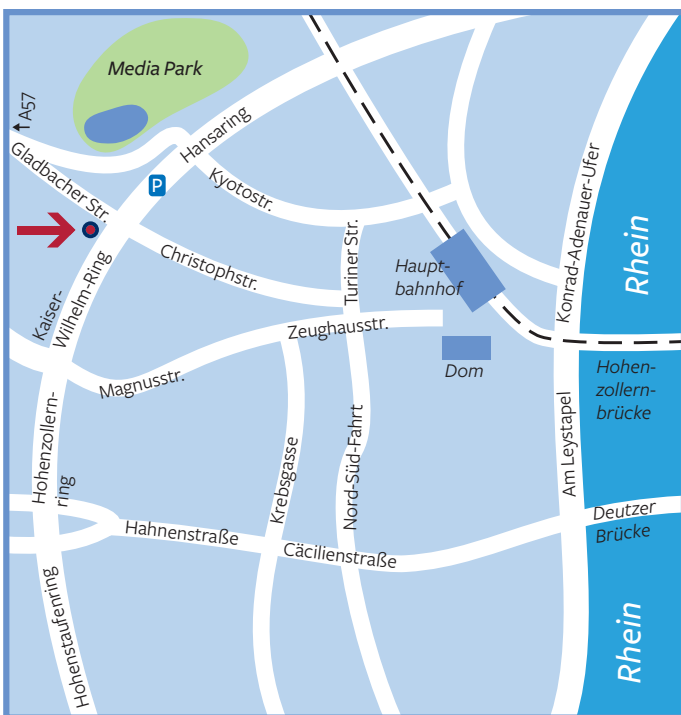 Media Park
A57
Gladbacher Str.
Hansaring
P
Kyotostr.
Christophstr.
Turiner Str.
Haupt-
bahnhof
Konrad-Adenauer-Ufer
Rhein
Kaiser-
Wilhelm-Ring
Zeughausstr.
Magnusstr.
Dom
Hohen-
zollern-
brücke
Hohenzollern-
ring
Krebsgasse
Nord-Süd-Fahrt
Am Leystapel
Hahnenstraße
Cäcilienstraße
Deutzer
Brücke
Hohenstaufenring
Rhein